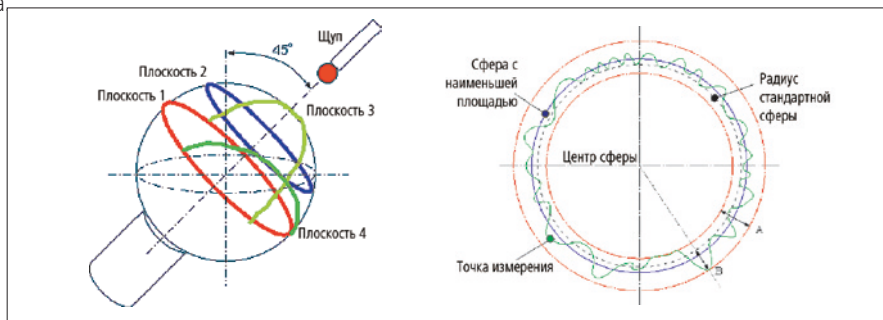 а
Щуп
45°
Плоскость 2
Плоскость 1
Плоскость 3
Плоскость 4
Сфера с
наименьшей
площадью
Радиус
стандартной
сферы
Центр сферы
A
B
Точка измерения